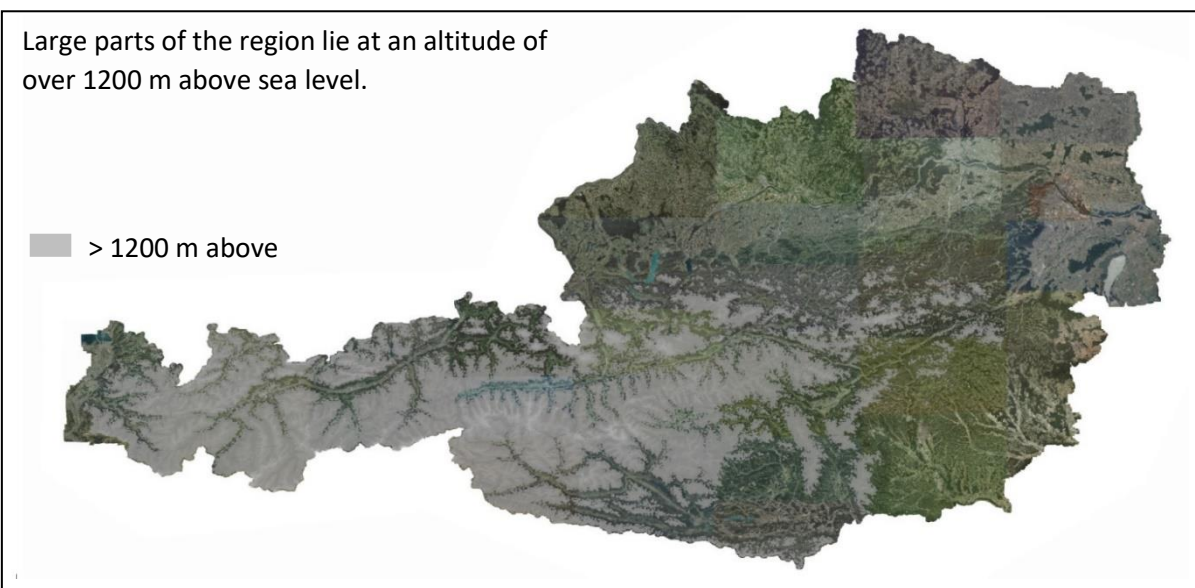 Large parts of the region lie at an altitude of
over 1200 m above sea level.
> 1200 m above